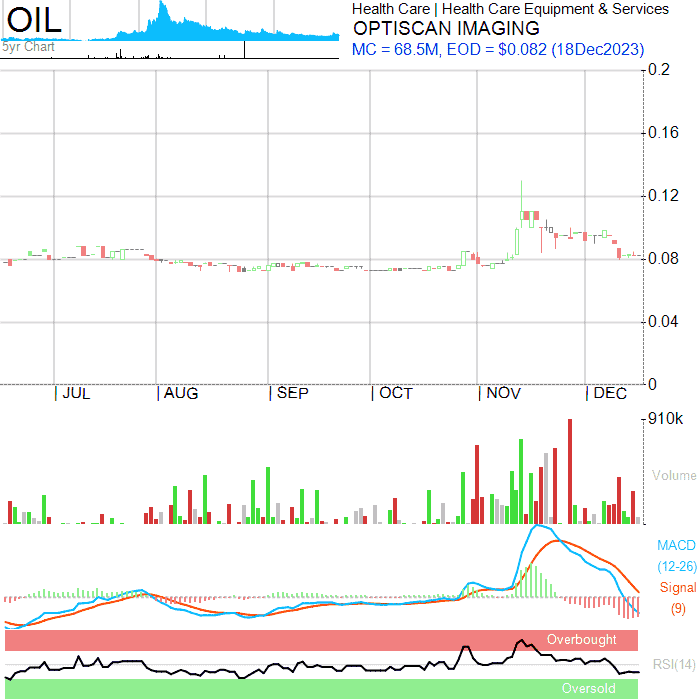 OIL
5yr Chart
Health Care | Health Care Equipment & Services
OPTISCAN IMAGING
MC = 68.5M, EOD = $0.082 (18Dec2023)
0.2
0.16
0.12
0.08
0.04
0
JUL
AUG
SEP
OCT
NOV
DEC
910k
Volume
MACD
(12-26)
Signal
(9)
Overbought
RSI(14)
Oversold